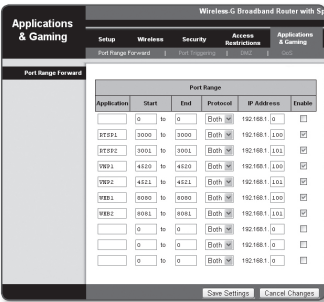 Wireless-G Broadband Router with Sp
Applications & Gaming
Setup Wireless Security Access Restrictions Applications & Gaming
Port Range Forward | Port Triggering | DMZ | QoS
Port Range Forward
Port Range
Application Start End Protocol IP Address Enable
0 to 0 Both 192.168.1. 0
RTSP1 3000 to 3000 Both 192.168.1. 100
RTSP2 3001 to 3001 Both 192.168.1. 101
4520 to 4520 Both 192.168.1. 100
4521 to 4521 Both 192.168.1. 101
WEB1 8080 to 8080 Both 192.168.1. 100
WEB2 8081 to 8081 Both 192.168.1. 101
0 to 0 Both 192.168.1. 0
0 to 0 Both 192.168.1. 0
0 to 0 Both 192.168.1. 0
Save Settings Cancel Changes